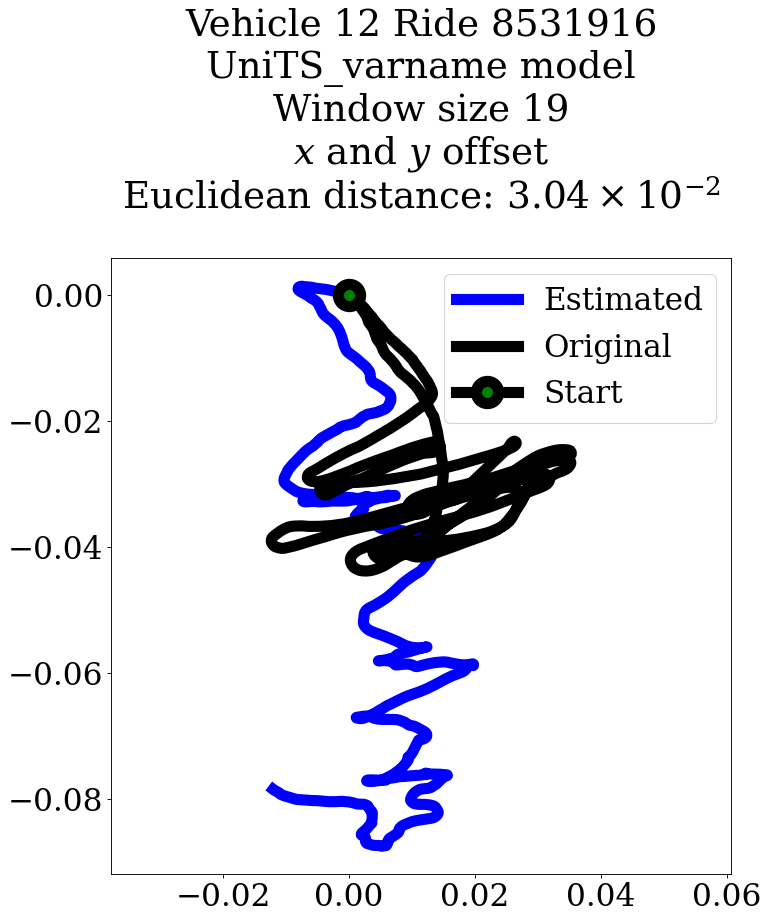 Vehicle 12 Ride 8531916
UniTS_varname model
Window size 19
x and y offset
Euclidean distance: 3.04 × 10⁻²
Estimated
Original
Start
0.00
−0.02
−0.04
−0.06
−0.08
−0.02 0.00 0.02 0.04 0.06